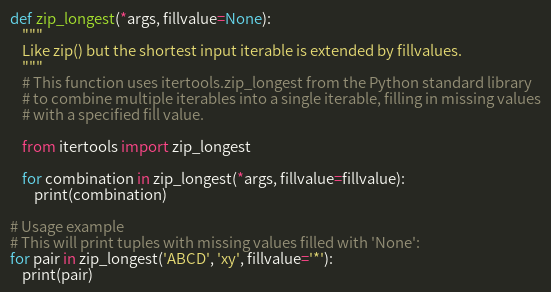 def zip_longest(*args, fillvalue=None):
    """
    Like zip() but the shortest input iterable is extended by fillvalues.
    """
    # This function uses itertools.zip_longest from the Python standard library
    # to combine multiple iterables into a single iterable, filling in missing values
    # with a specified fill value.

    from itertools import zip_longest

    for combination in zip_longest(*args, fillvalue=fillvalue):
        print(combination)

# Usage example
# This will print tuples with missing values filled with 'None':
for pair in zip_longest('ABCD', 'xy', fillvalue='*'):
    print(pair)